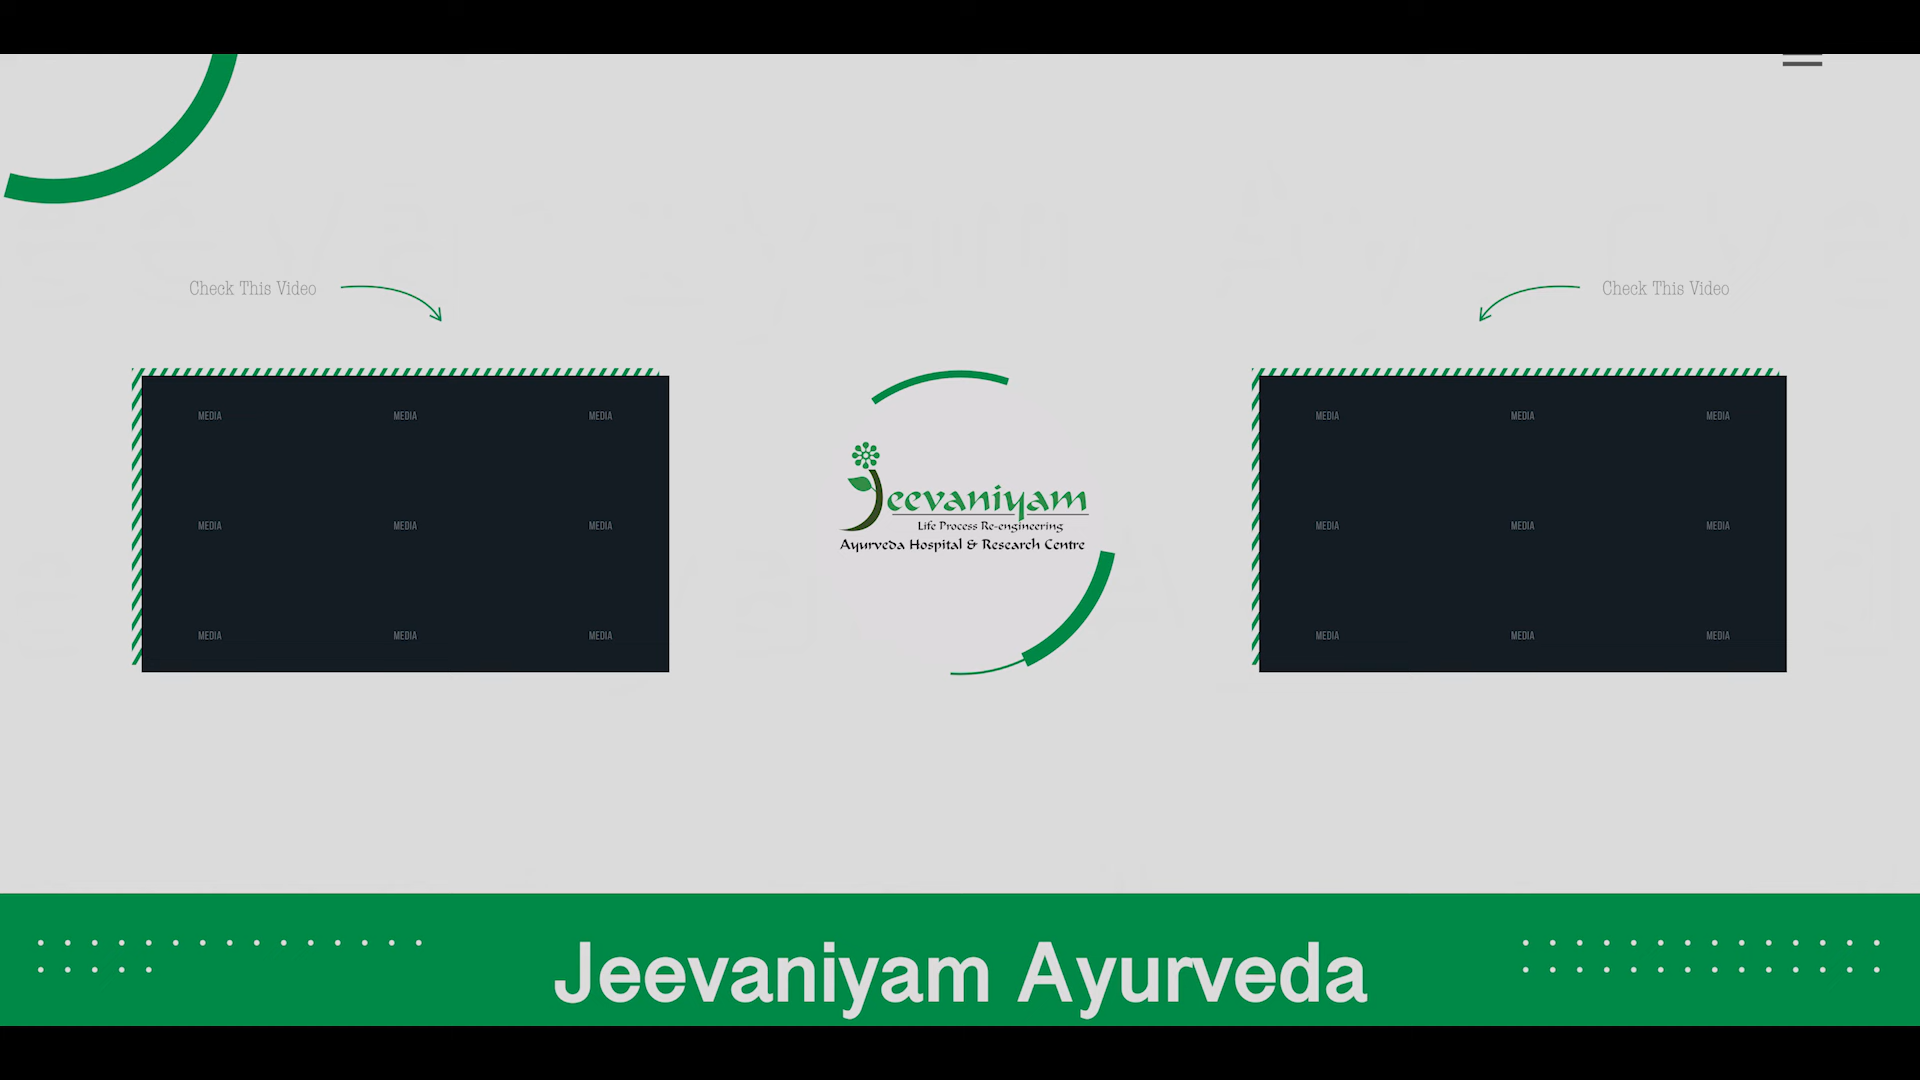 Check This Video
Check This Video
MEDIA MEDIA MEDIA
MEDIA MEDIA MEDIA
MEDIA MEDIA MEDIA
Jeevaniyam
Life Process Re-engineering
Ayurveda Hospital & Research Centre
MEDIA MEDIA MEDIA
MEDIA MEDIA MEDIA
MEDIA MEDIA MEDIA
Jeevaniyam Ayurveda